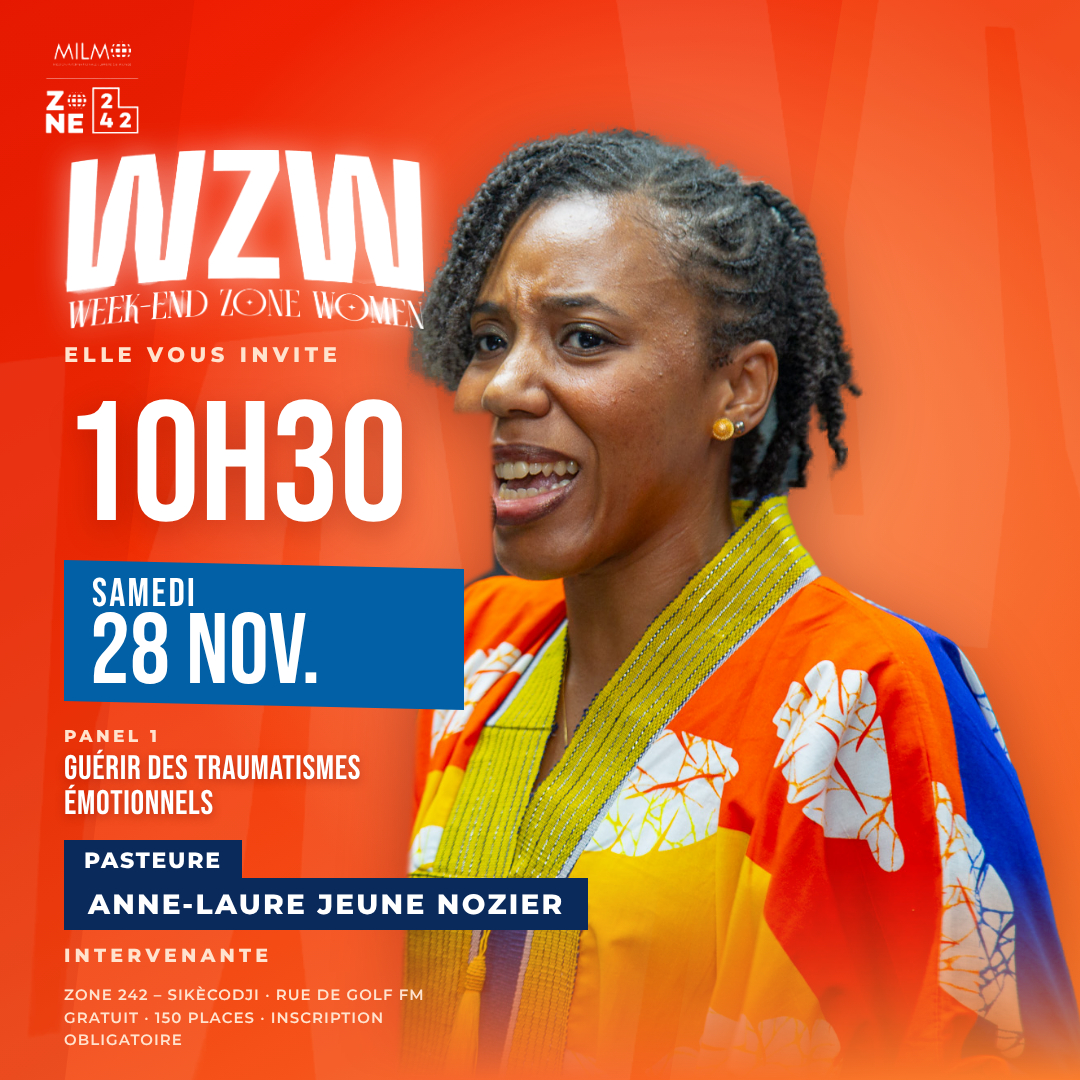 MILM
ZONE 242
WZW
WEEK-END ZONE WOMEN
ELLE VOUS INVITE
10H30
SAMEDI
28 NOV.
PANEL 1
GUÉRIR DES TRAUMATISMES
ÉMOTIONNELS
PASTEURE
ANNE-LAURE JEUNE NOZIER
INTERVENANTE
ZONE 242 – SIKÈCODJI · RUE DE GOLF FM
GRATUIT · 150 PLACES · INSCRIPTION
OBLIGATOIRE